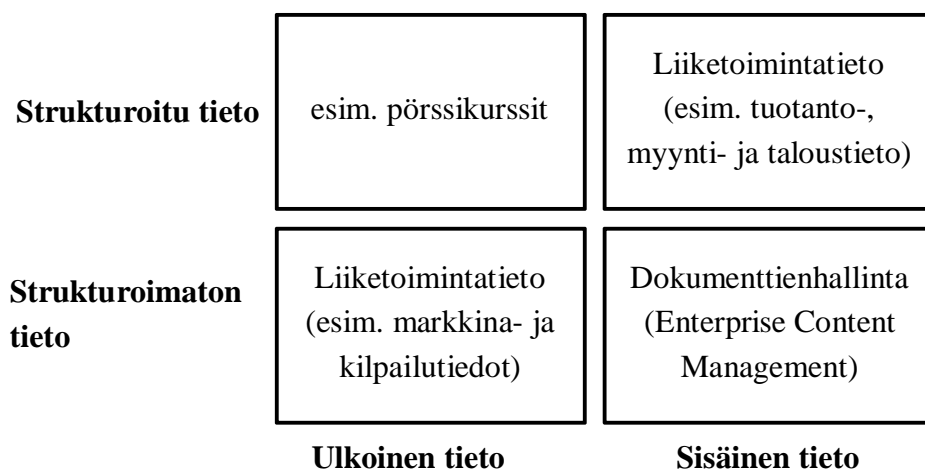 Strukturoitu tieto
esim. pörssikurssit
Liiketoimintatieto
(esim. tuotanto-,
myynti- ja taloustieto)
Strukturoimaton
tieto
Liiketoimintatieto
(esim. markkina- ja
kilpailutiedot)
Dokumenttienhallinta
(Enterprise Content
Management)
Ulkoinen tieto
Sisäinen tieto